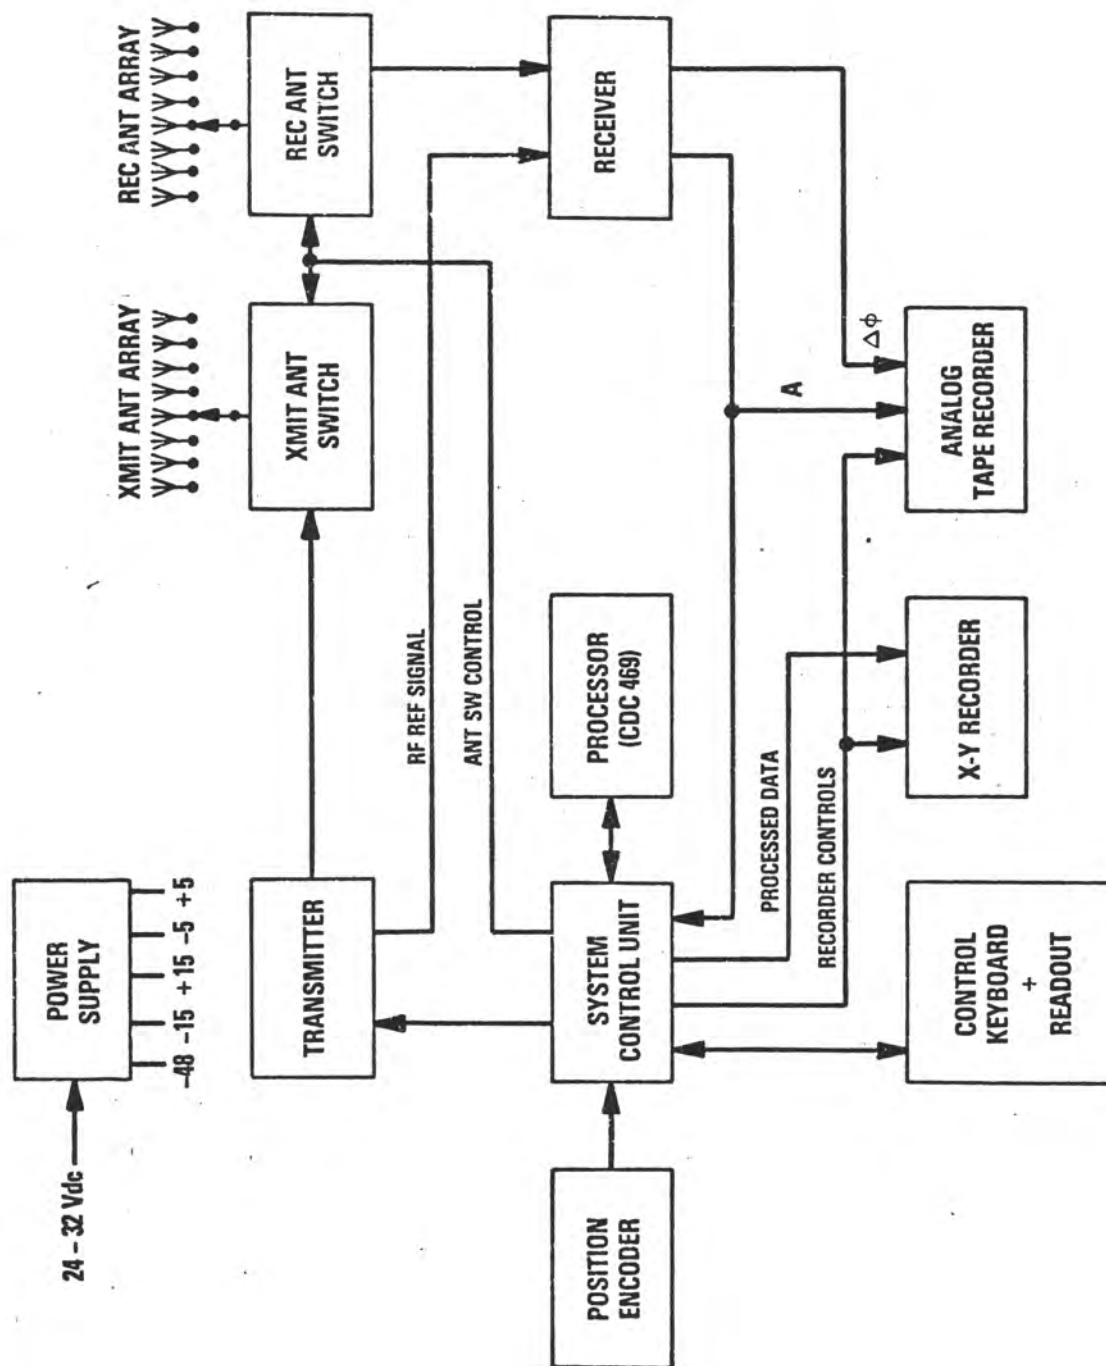 24 – 32 Vdc
POWER
SUPPLY
–48 –15 +15 –5 +5
XMIT ANT ARRAY
REC ANT ARRAY
TRANSMITTER
XMIT ANT
SWITCH
REC ANT
SWITCH
RF REF SIGNAL
ANT SW CONTROL
POSITION
ENCODER
SYSTEM
CONTROL UNIT
PROCESSOR
(CDC 469)
RECEIVER
PROCESSED DATA
RECORDER CONTROLS
A
Δϕ
CONTROL
KEYBOARD
+
READOUT
X-Y RECORDER
ANALOG
TAPE RECORDER